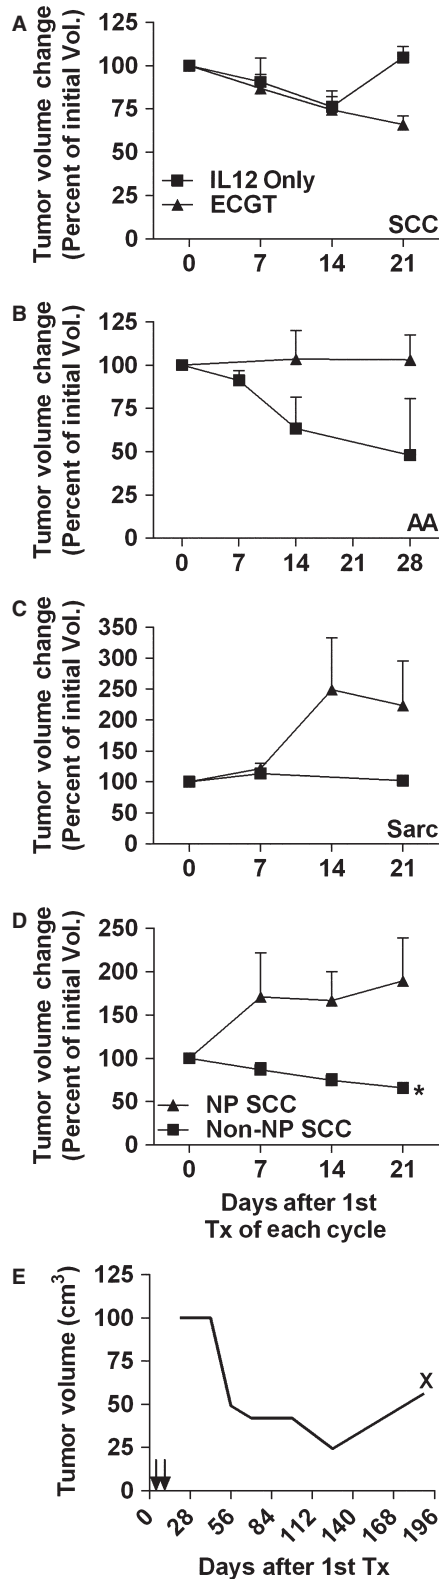 A
Tumor volume change
(Percent of initial Vol.)
125
100
75
50
25
0
IL12 Only
ECGT
SCC
0 7 14 21
B
Tumor volume change
(Percent of initial Vol.)
125
100
75
50
25
0
AA
0 7 14 21 28
C
Tumor volume change
(Percent of initial Vol.)
350
300
250
200
150
100
50
0
Sarc
0 7 14 21
D
Tumor volume change
(Percent of initial Vol.)
250
200
150
100
50
0
*
NP SCC
Non-NP SCC
0 7 14 21
Days after 1st
Tx of each cycle
E
Tumor volume (cm³)
125
100
75
50
25
0
X
0 28 56 84 112 140 168 196
Days after 1st Tx